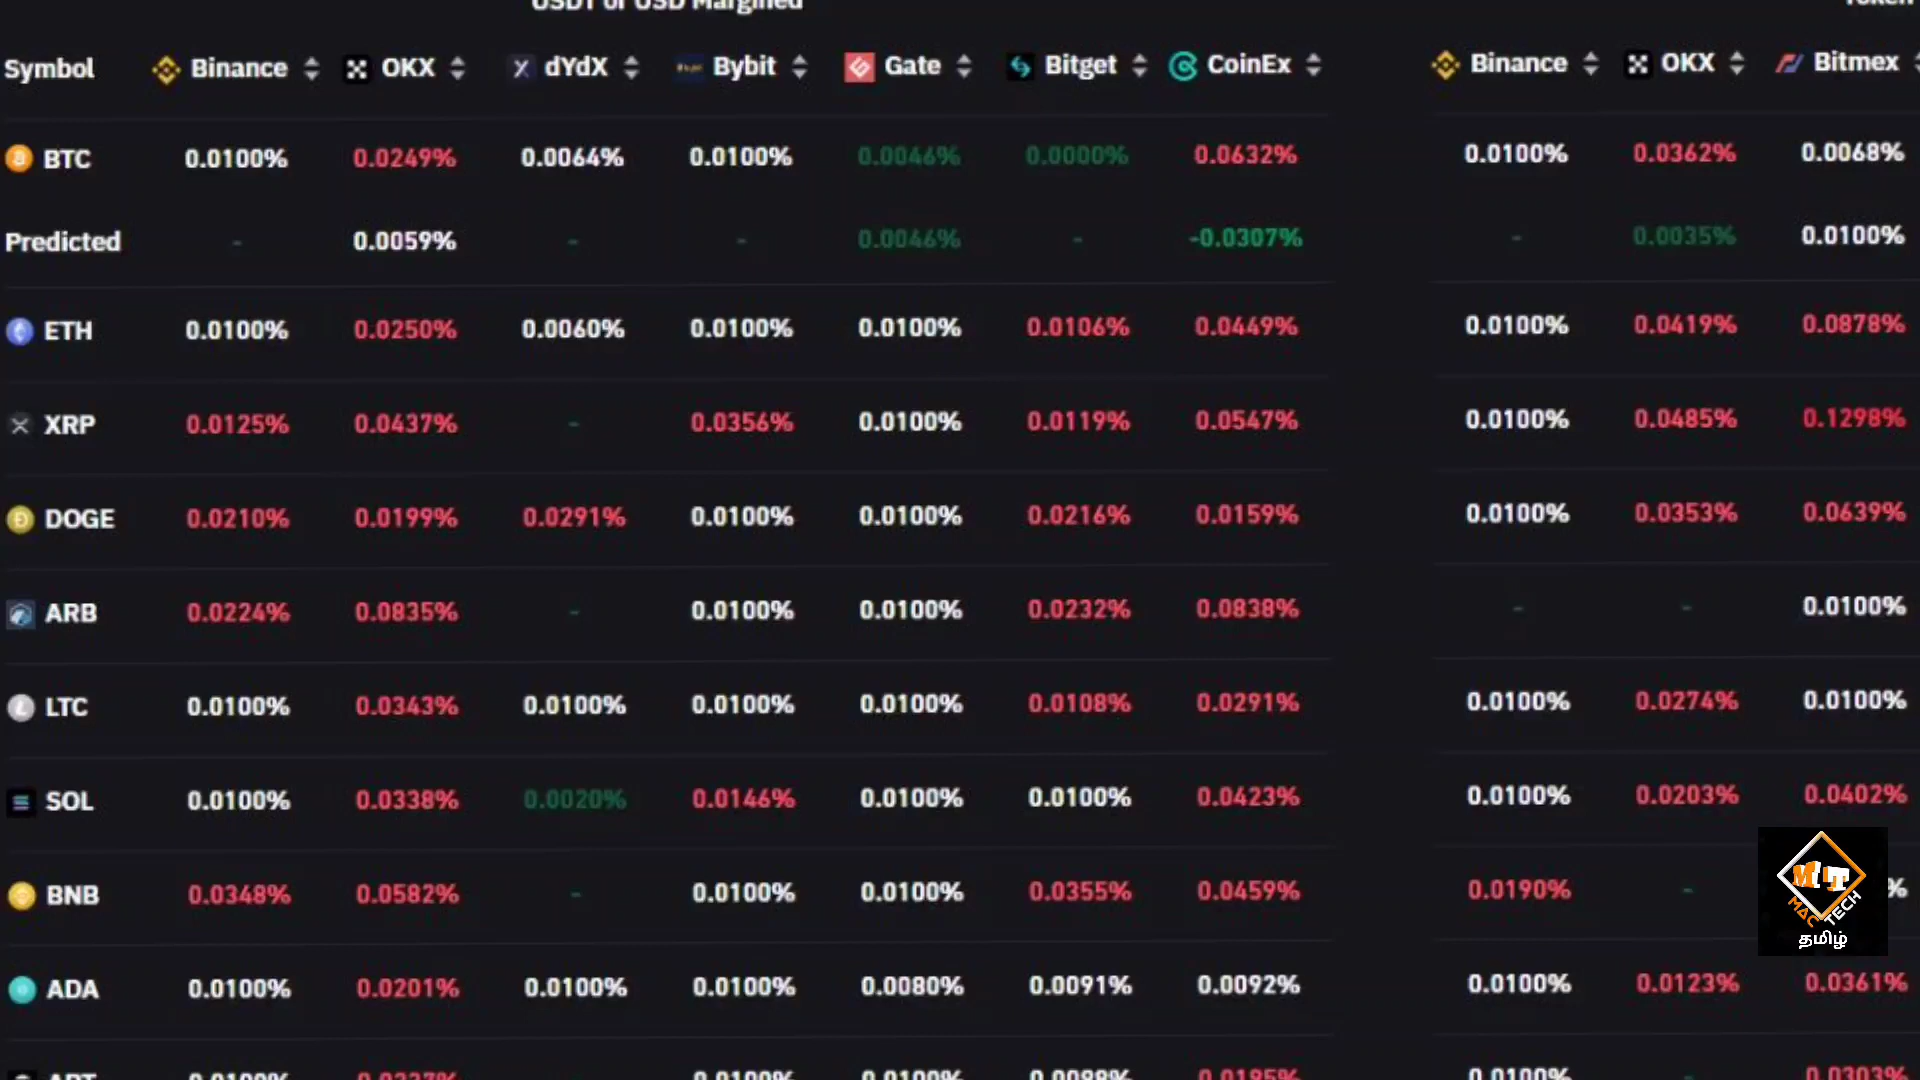 USDT or USD Margined Token
Symbol Binance OKX dYdX Bybit Gate Bitget CoinEx Binance OKX Bitmex
BTC 0.0100% 0.0249% 0.0064% 0.0100% 0.0046% 0.0000% 0.0632% 0.0100% 0.0362% 0.0068%
Predicted - 0.0059% - - 0.0046% - -0.0307% - 0.0035% 0.0100%
ETH 0.0100% 0.0250% 0.0060% 0.0100% 0.0100% 0.0106% 0.0449% 0.0100% 0.0419% 0.0878%
XRP 0.0125% 0.0437% - 0.0356% 0.0100% 0.0119% 0.0547% 0.0100% 0.0485% 0.1298%
DOGE 0.0210% 0.0199% 0.0291% 0.0100% 0.0100% 0.0216% 0.0159% 0.0100% 0.0353% 0.0639%
ARB 0.0224% 0.0835% - 0.0100% 0.0100% 0.0232% 0.0838% - - 0.0100%
LTC 0.0100% 0.0343% 0.0100% 0.0100% 0.0100% 0.0108% 0.0291% 0.0100% 0.0274% 0.0100%
SOL 0.0100% 0.0338% 0.0020% 0.0146% 0.0100% 0.0100% 0.0423% 0.0100% 0.0203% 0.0402%
BNB 0.0348% 0.0582% - 0.0100% 0.0100% 0.0355% 0.0459% 0.0190% - %
MLT
MAC TECH
தமிழ்
ADA 0.0100% 0.0201% 0.0100% 0.0100% 0.0080% 0.0091% 0.0092% 0.0100% 0.0123% 0.0361%